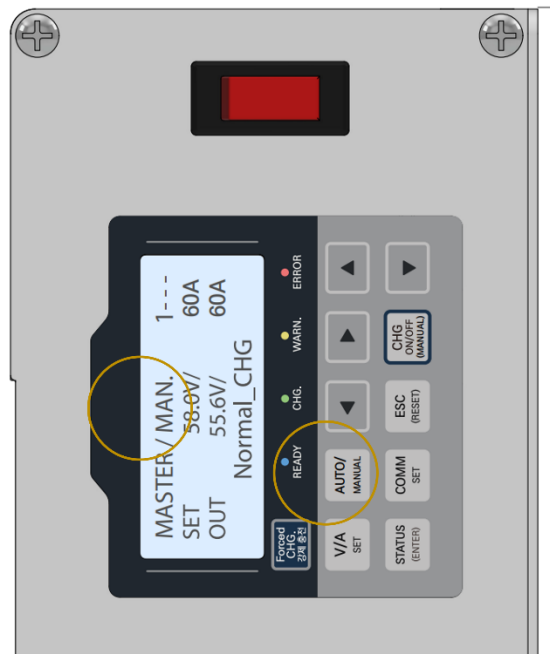 MASTER / MAN. 1---
SET 58.0V/ 60A
OUT 55.6V/ 60A
Normal_CHG
Forced
CHG.
강제 충전
READY
CHG.
WARN.
ERROR
V/A
SET
AUTO/
MANUAL
STATUS
(ENTER)
COMM
SET
ESC
(RESET)
CHG
ON/OFF
(MANUAL)